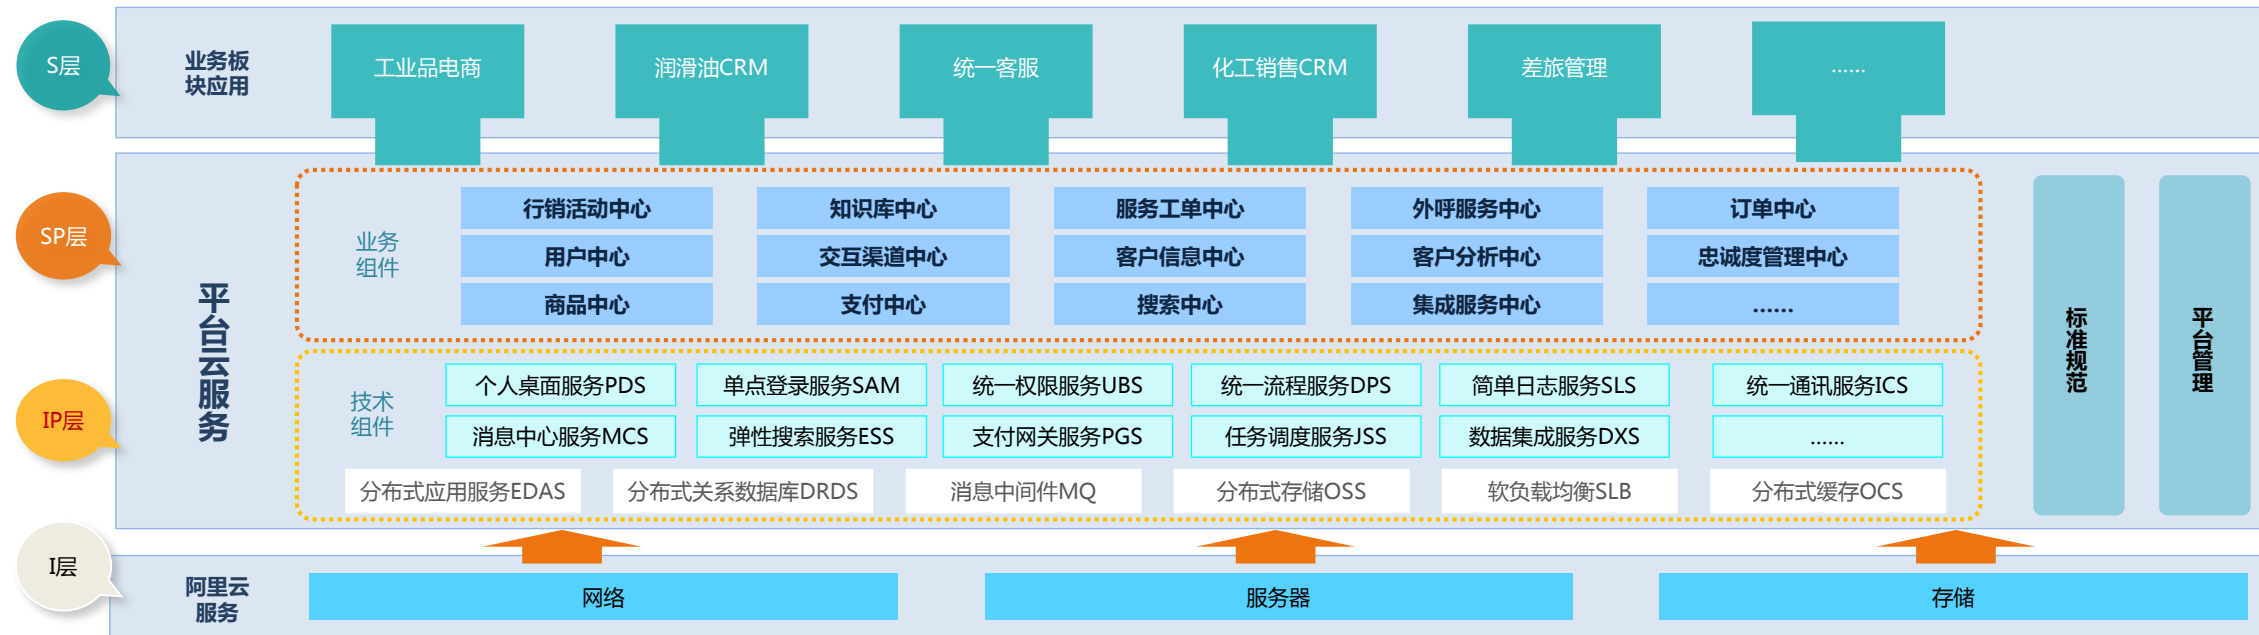 S层
业务板
块应用
工业品电商
润滑油CRM
统一客服
化工销售CRM
差旅管理
......
SP层
平台云服务
业务
组件
行销活动中心
知识库中心
服务工单中心
外呼服务中心
订单中心
用户中心
交互渠道中心
客户信息中心
客户分析中心
忠诚度管理中心
商品中心
支付中心
搜索中心
集成服务中心
......
标准规范
平台管理
IP层
技术
组件
个人桌面服务PDS
单点登录服务SAM
统一权限服务UBS
统一流程服务DPS
简单日志服务SLS
统一通讯服务ICS
消息中心服务MCS
弹性搜索服务ESS
支付网关服务PGS
任务调度服务JSS
数据集成服务DXS
......
分布式应用服务EDAS
分布式关系数据库DRDS
消息中间件MQ
分布式存储OSS
软负载均衡SLB
分布式缓存OCS
I层
阿里云
服务
网络
服务器
存储